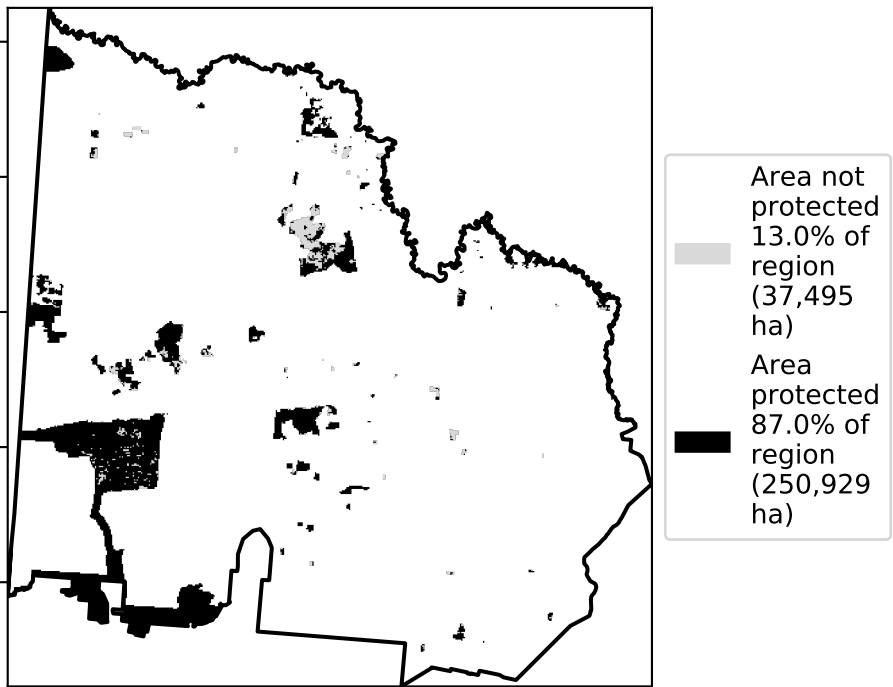 Area not
protected
13.0% of
region
(37,495
ha)
Area
protected
87.0% of
region
(250,929
ha)